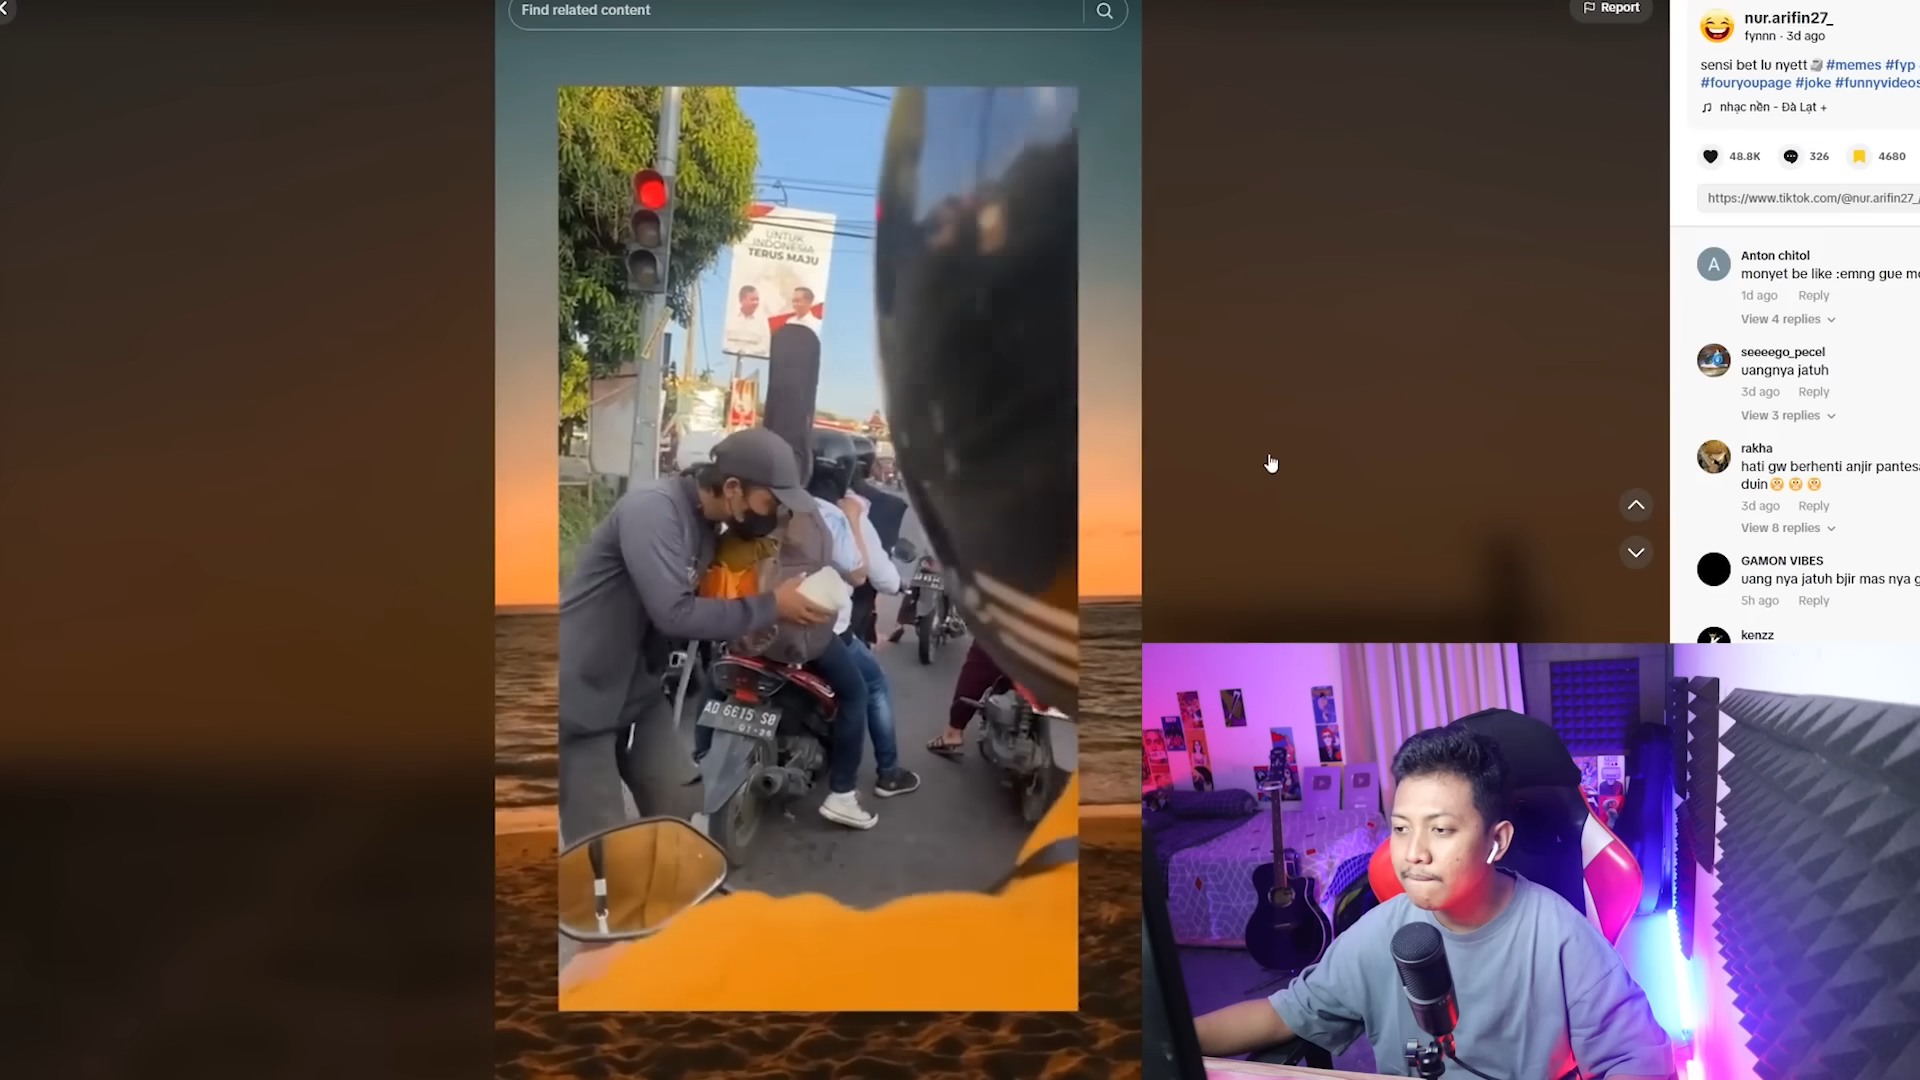 Find related content
Report
nur.arifin27_
fynnn · 3d ago
sensi bet lu nyett🗿 #memes #fyp
#fouryoupage #joke #funnyvideos
nhạc nền - Đà Lạt +
48.8K
326
4680
https://www.tiktok.com/@nur.arifin27_/
A
Anton chitol
monyet be like :emng gue m
1d ago
Reply
View 4 replies
seeeego_pecel
uangnya jatuh
3d ago
Reply
View 3 replies
rakha
hati gw berhenti anjir pantes
duin
3d ago
Reply
View 8 replies
GAMON VIBES
uang nya jatuh bjir mas nya g
5h ago
Reply
kenzz
UNTUK
INDONESIA
TERUS MAJU
AD 6615 SO
01-26